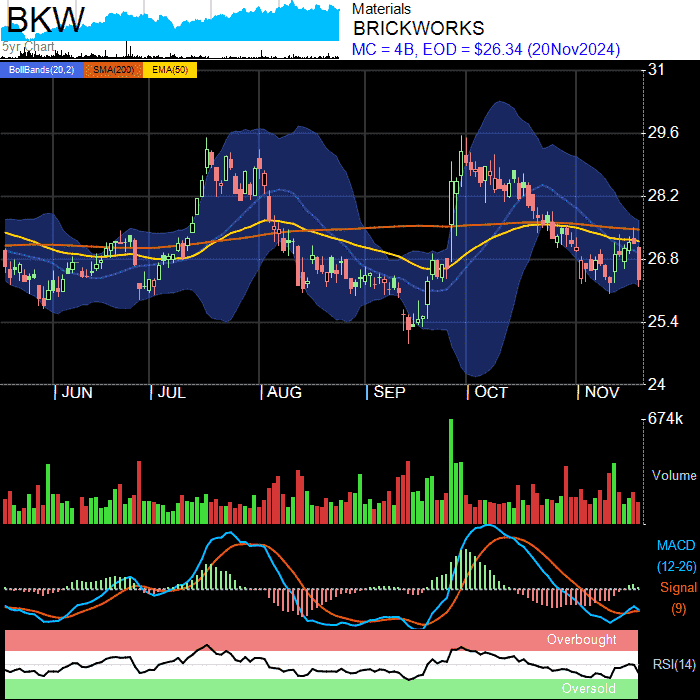 BKW
5yr Chart
Materials
BRICKWORKS
MC = 4B, EOD = $26.34 (20Nov2024)
BollBands(20,2) SMA(200) EMA(50)
31
29.6
28.2
26.8
25.4
24
JUN JUL AUG SEP OCT NOV
674k
Volume
MACD
(12-26)
Signal
(9)
Overbought
RSI(14)
Oversold